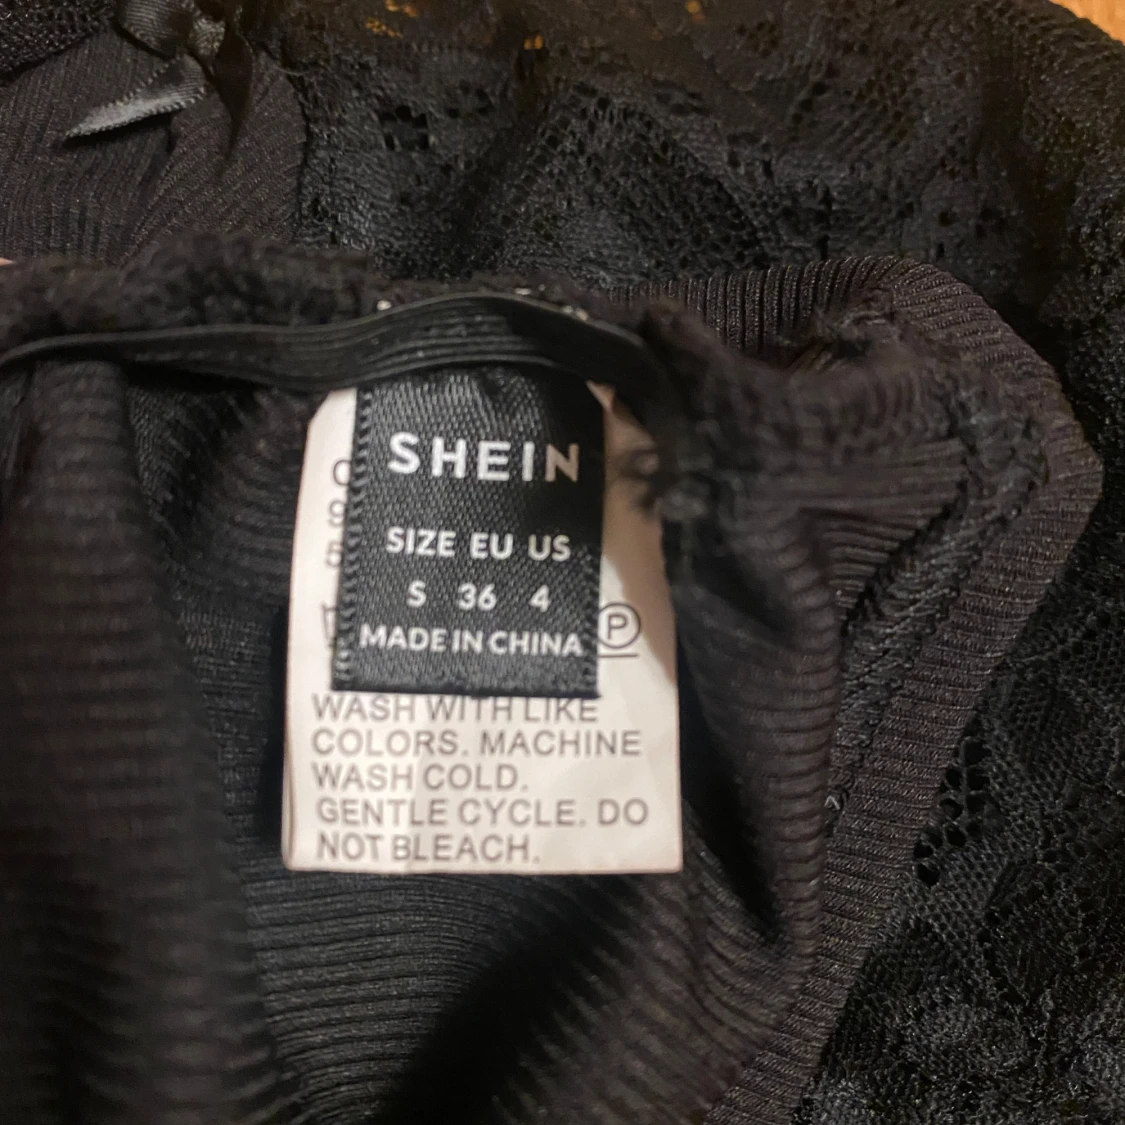 SHEIN
SIZE EU US
S 36 4
MADE IN CHINA
P
WASH WITH LIKE
COLORS. MACHINE
WASH COLD.
GENTLE CYCLE. DO
NOT BLEACH.